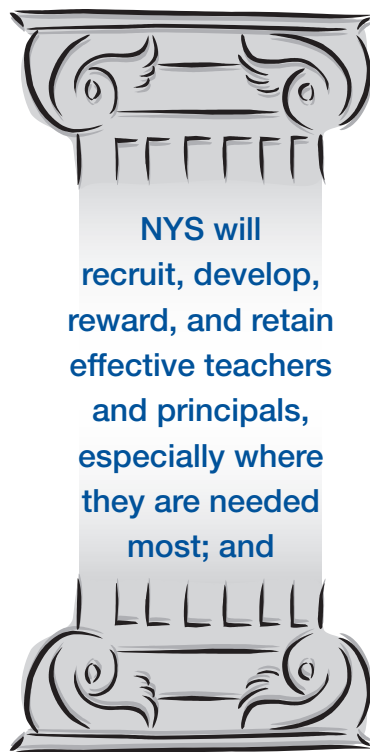 NYS will
recruit, develop,
reward, and retain
effective teachers
and principals,
especially where
they are needed
most; and